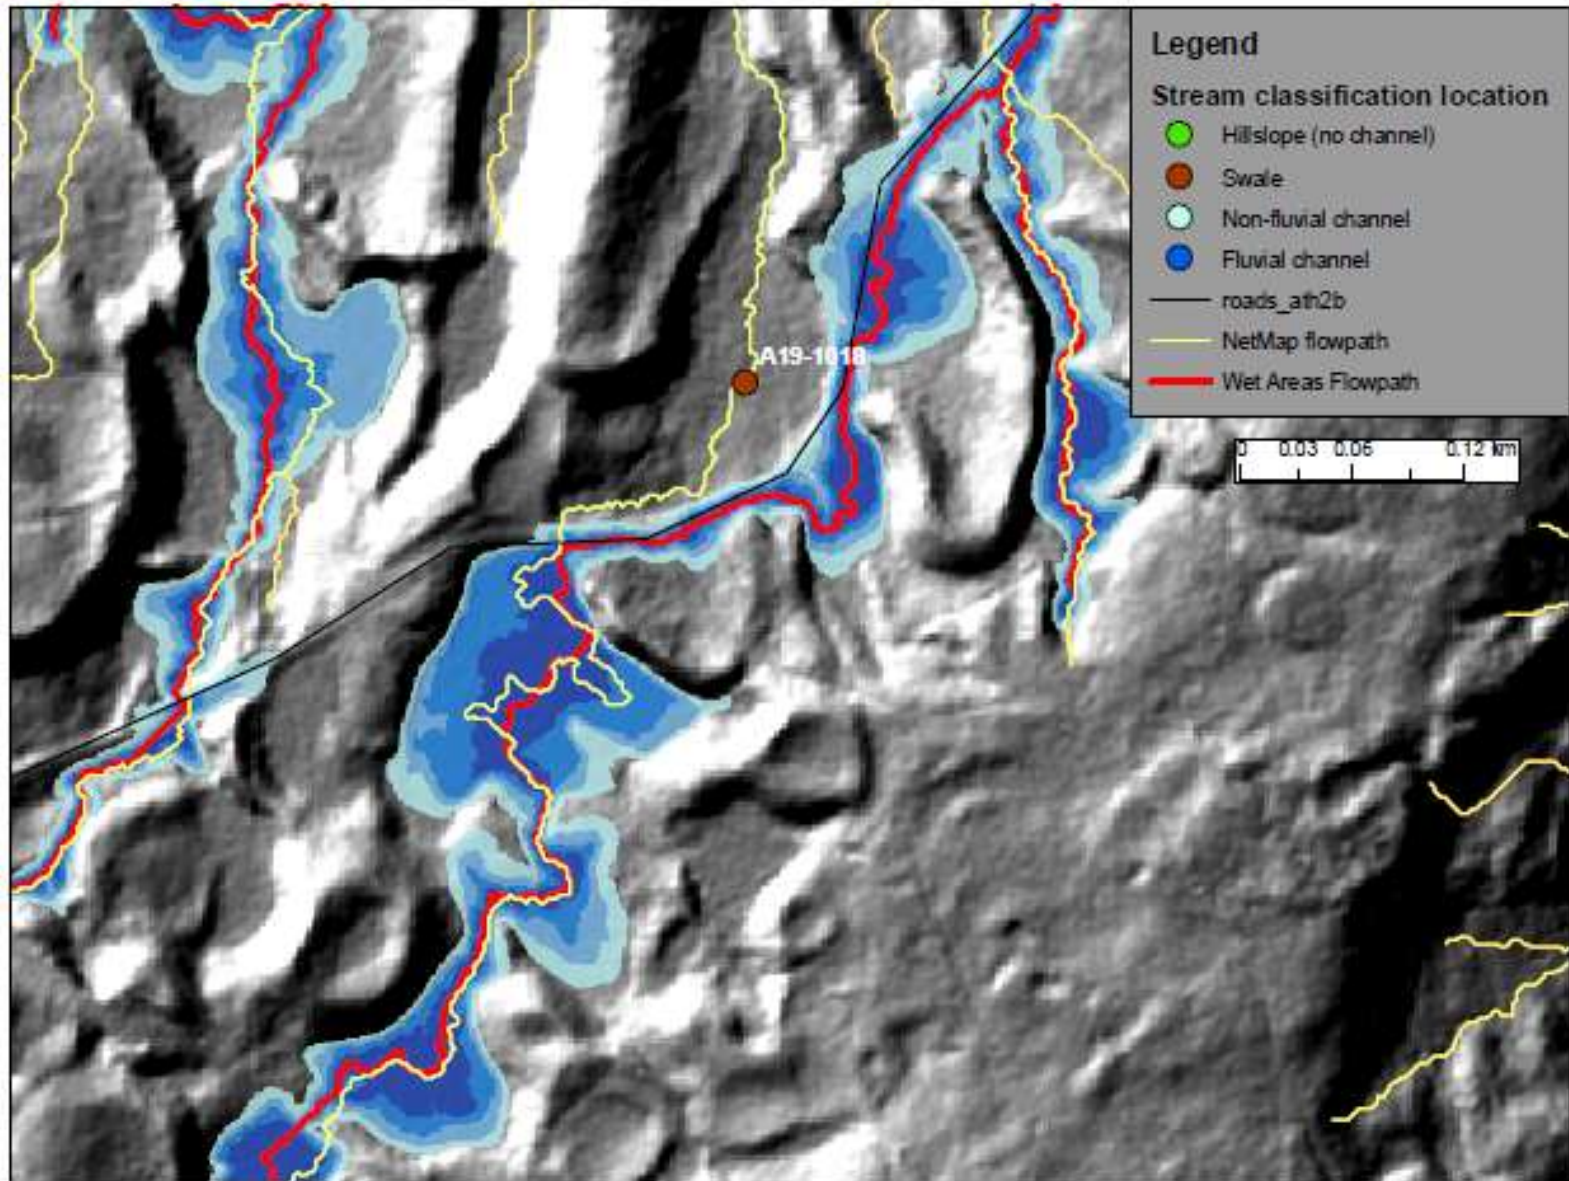 Legend
Stream classification location
Hillslope (no channel)
Swale
Non-fluvial channel
Fluvial channel
roads_ath2b
NetMap flowpath
Wet Areas Flowpath
A19-1018
0 0.03 0.06 0.12 km